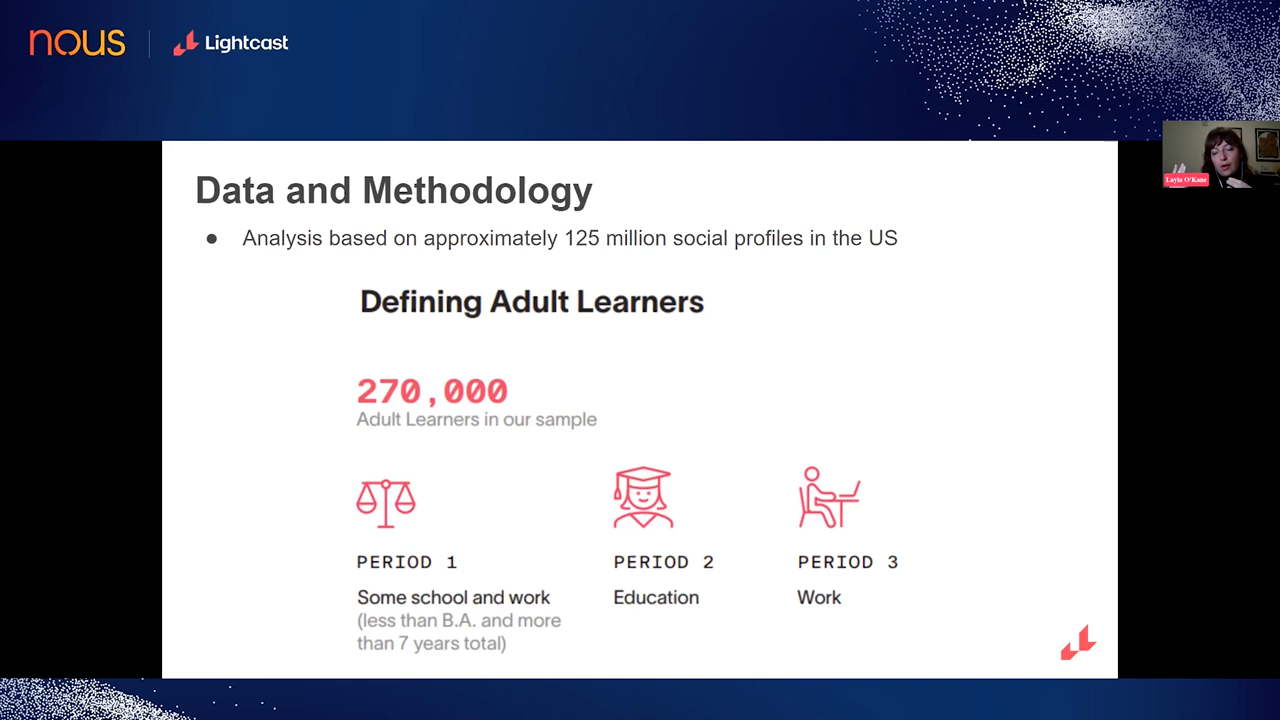 nous
Lightcast
Layla O'Kane
Data and Methodology
● Analysis based on approximately 125 million social profiles in the US
Defining Adult Learners
270,000
Adult Learners in our sample
PERIOD 1
Some school and work
(less than B.A. and more
than 7 years total)
PERIOD 2
Education
PERIOD 3
Work